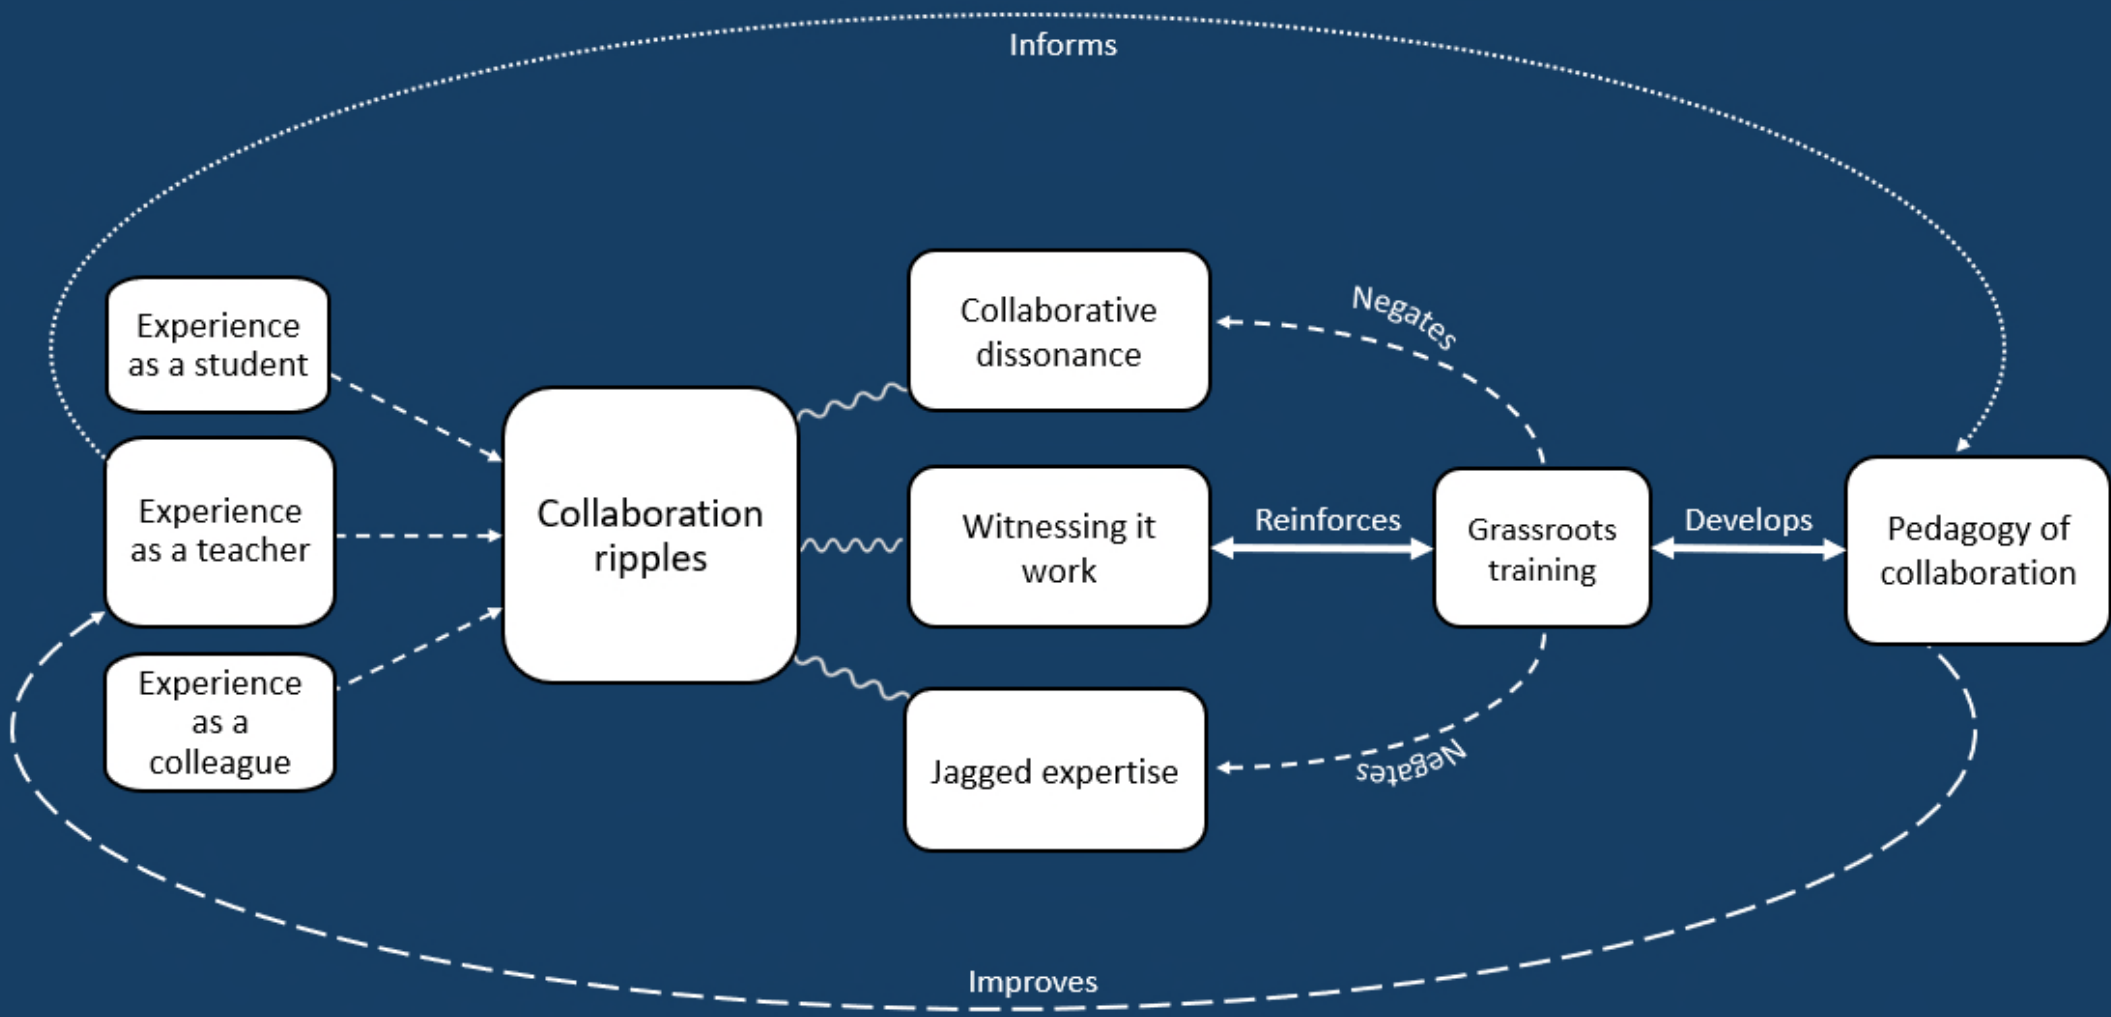 Informs
Experience
as a student
Experience
as a teacher
Experience
as a
colleague
Collaboration
ripples
Collaborative
dissonance
Witnessing it
work
Jagged expertise
Negates
Reinforces
Negates
Grassroots
training
Develops
Pedagogy of
collaboration
Improves